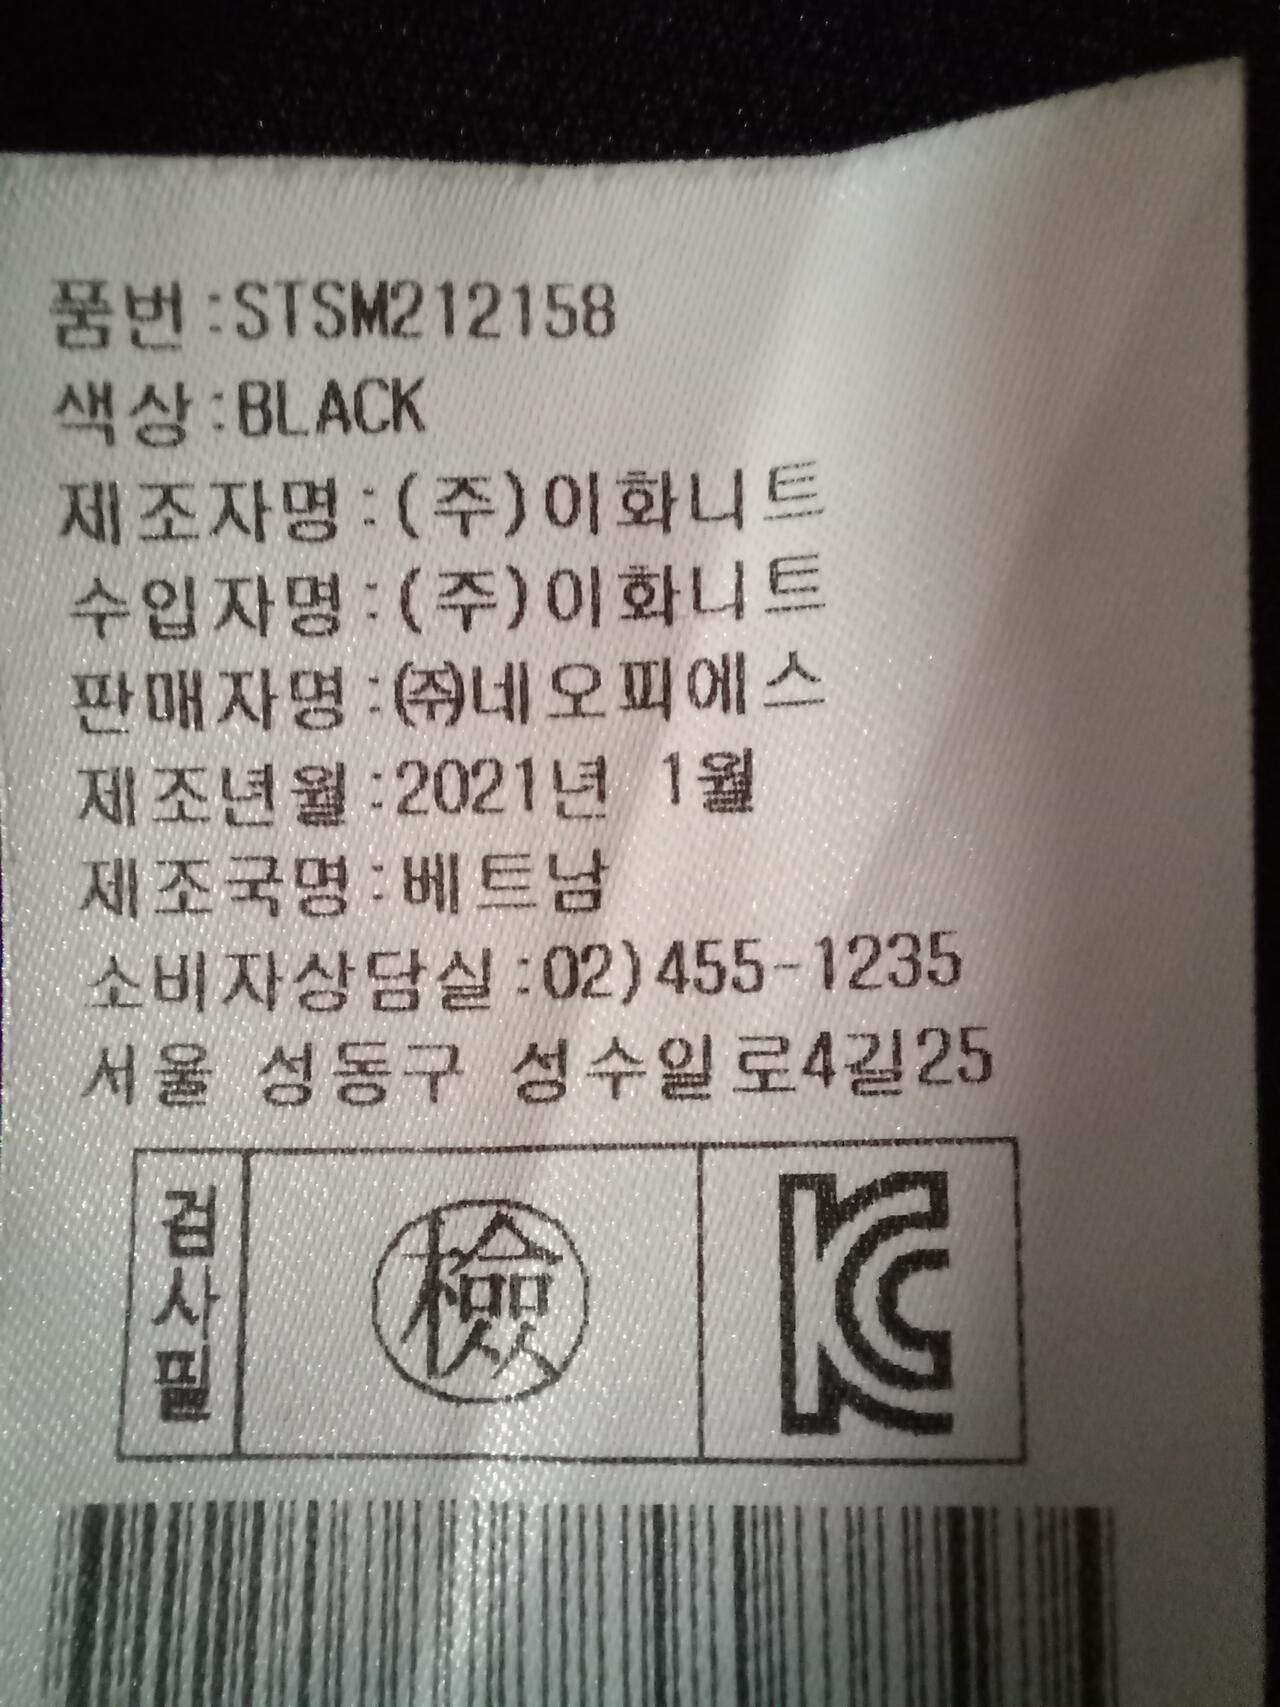 품번:STSM212158
색상:BLACK
제조자명:(주)이화니트
수입자명:(주)이화니트
판매자명:㈜네오피에스
제조년월:2021년 1월
제조국명:베트남
소비자상담실:02)455-1235
서울 성동구 성수일로4길25
검사필
檢
KC